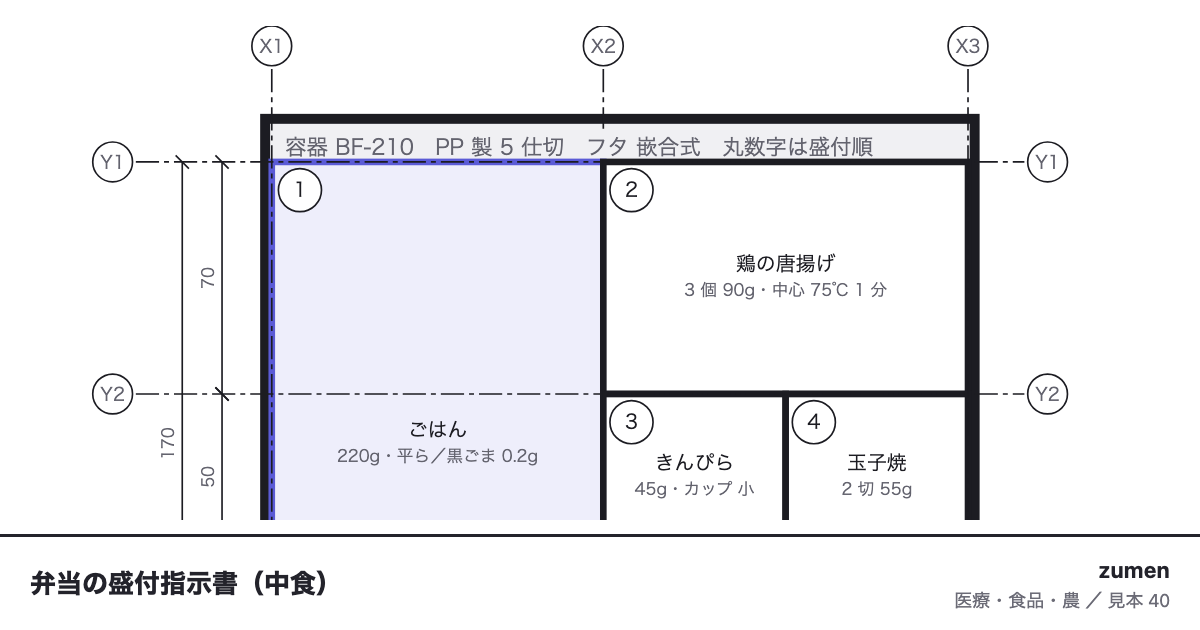 X1 X2 X3
容器 BF-210 PP 製 5 仕切 フタ 嵌合式 丸数字は盛付順
Y1 Y1
1 2
鶏の唐揚げ
3 個 90g・中心 75℃ 1 分
70
Y2 Y2
3 4
ごはん
220g・平ら／黒ごま 0.2g
きんぴら
45g・カップ 小
玉子焼
2 切 55g
170
50
弁当の盛付指示書（中食）
zumen
医療・食品・農 ／ 見本 40